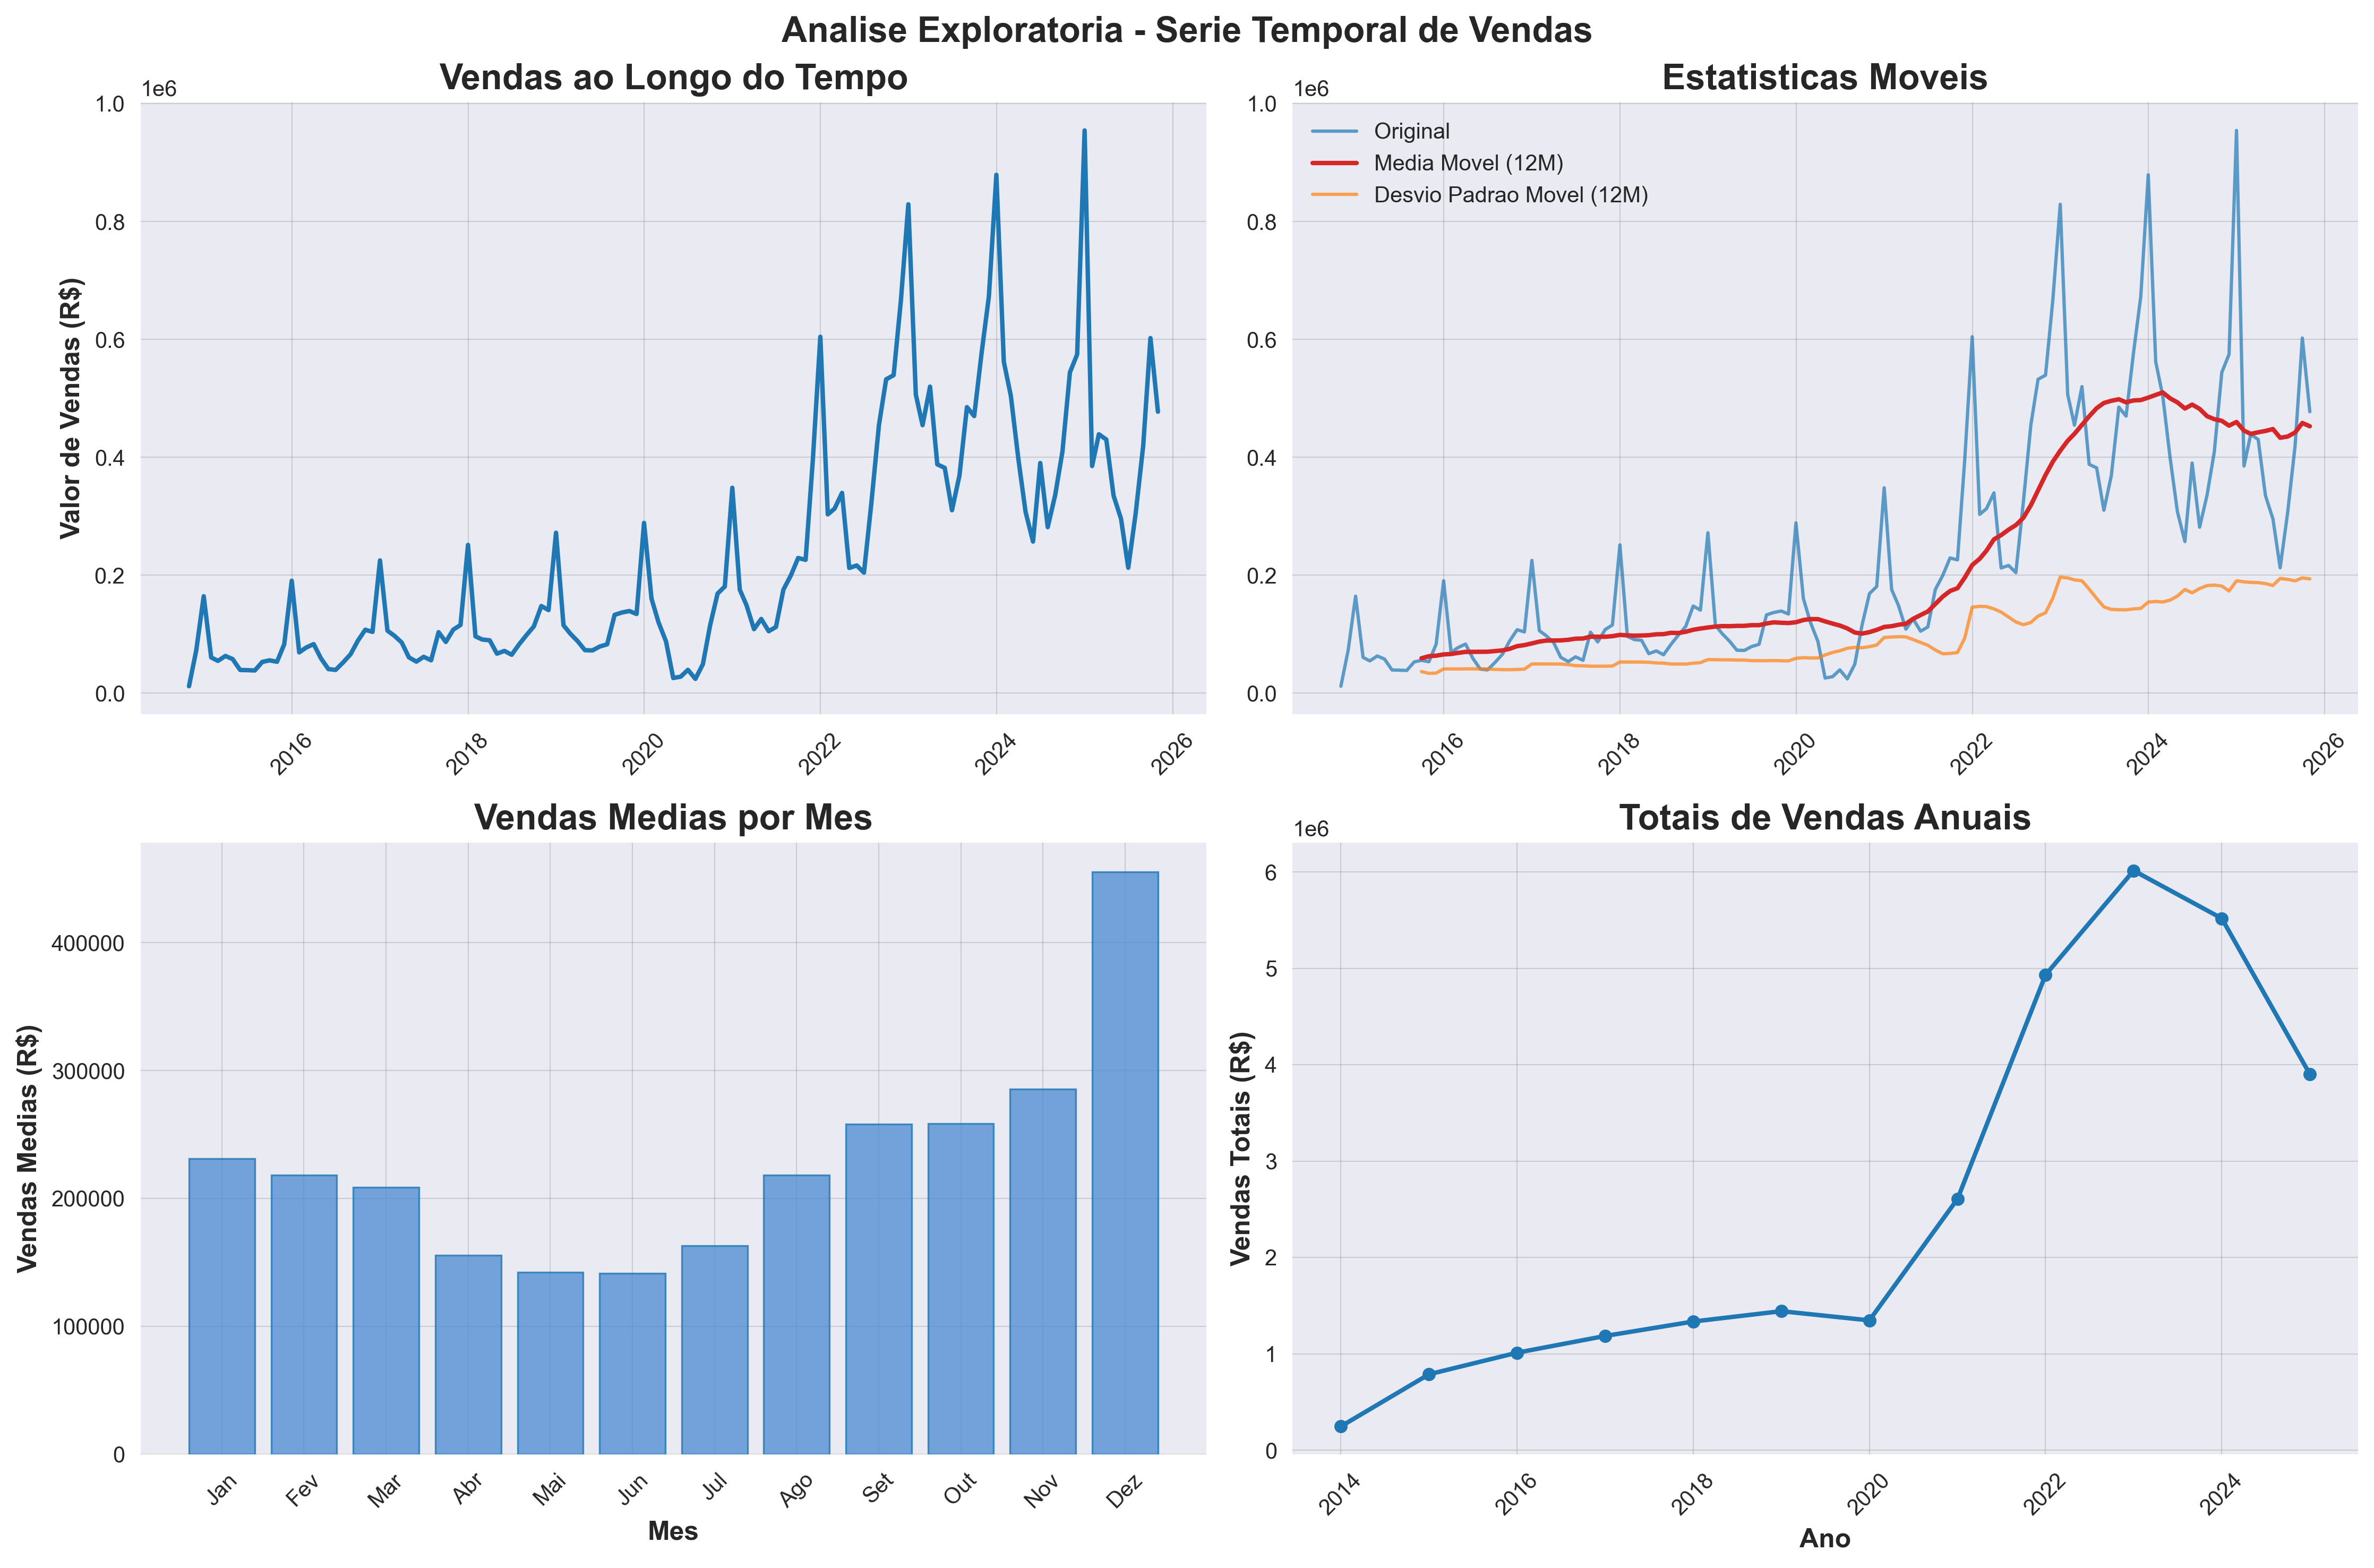 Analise Exploratoria - Serie Temporal de Vendas
Vendas ao Longo do Tempo
1e6
1.0
0.8
0.6
0.4
0.2
0.0
Valor de Vendas (R$)
2016
2018
2020
2022
2024
2026
Estatisticas Moveis
1e6
1.0
0.8
0.6
0.4
0.2
0.0
Original
Media Movel (12M)
Desvio Padrao Movel (12M)
2016
2018
2020
2022
2024
2026
Vendas Medias por Mes
400000
300000
200000
100000
0
Vendas Medias (R$)
Jan
Fev
Mar
Abr
Mai
Jun
Jul
Ago
Set
Out
Nov
Dez
Mes
Totais de Vendas Anuais
1e6
6
5
4
3
2
1
0
Vendas Totais (R$)
2014
2016
2018
2020
2022
2024
Ano